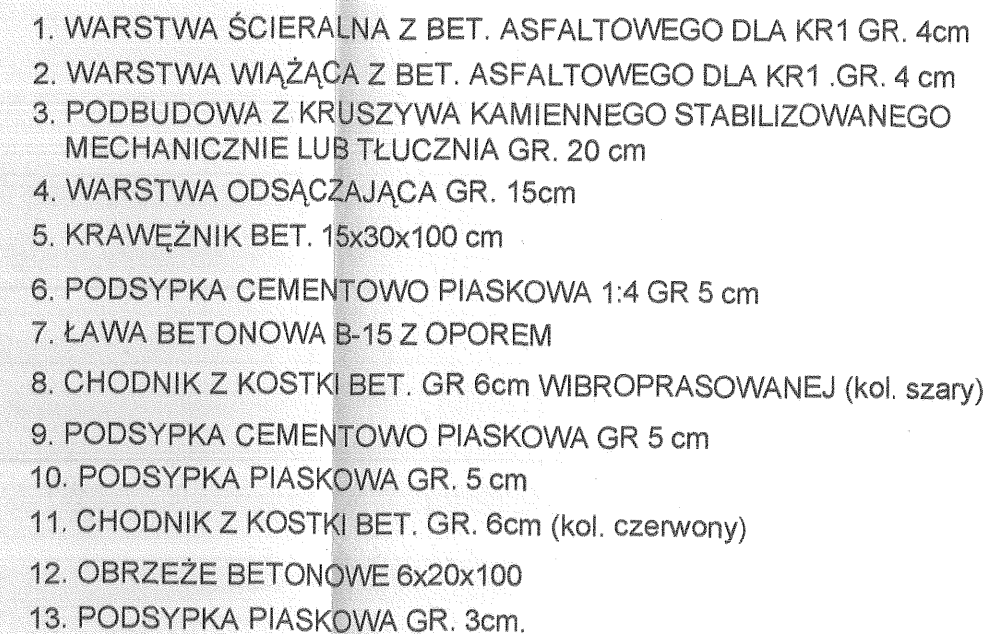 1. WARSTWA ŚCIERALNA Z BET. ASFALTOWEGO DLA KR1 GR. 4cm
2. WARSTWA WIĄŻĄCA Z BET. ASFALTOWEGO DLA KR1 .GR. 4 cm
3. PODBUDOWA Z KRUSZYWA KAMIENNEGO STABILIZOWANEGO
MECHANICZNIE LUB TŁUCZNIA GR. 20 cm
4. WARSTWA ODSĄCZAJĄCA GR. 15cm
5. KRAWĘŻNIK BET. 15x30x100 cm
6. PODSYPKA CEMENTOWO PIASKOWA 1:4 GR 5 cm
7. ŁAWA BETONOWA B-15 Z OPOREM
8. CHODNIK Z KOSTKI BET. GR 6cm WIBROPRASOWANEJ (kol. szary)
9. PODSYPKA CEMENTOWO PIASKOWA GR 5 cm
10. PODSYPKA PIASKOWA GR. 5 cm
11. CHODNIK Z KOSTKI BET. GR. 6cm (kol. czerwony)
12. OBRZEŻE BETONOWE 6x20x100
13. PODSYPKA PIASKOWA GR. 3cm.